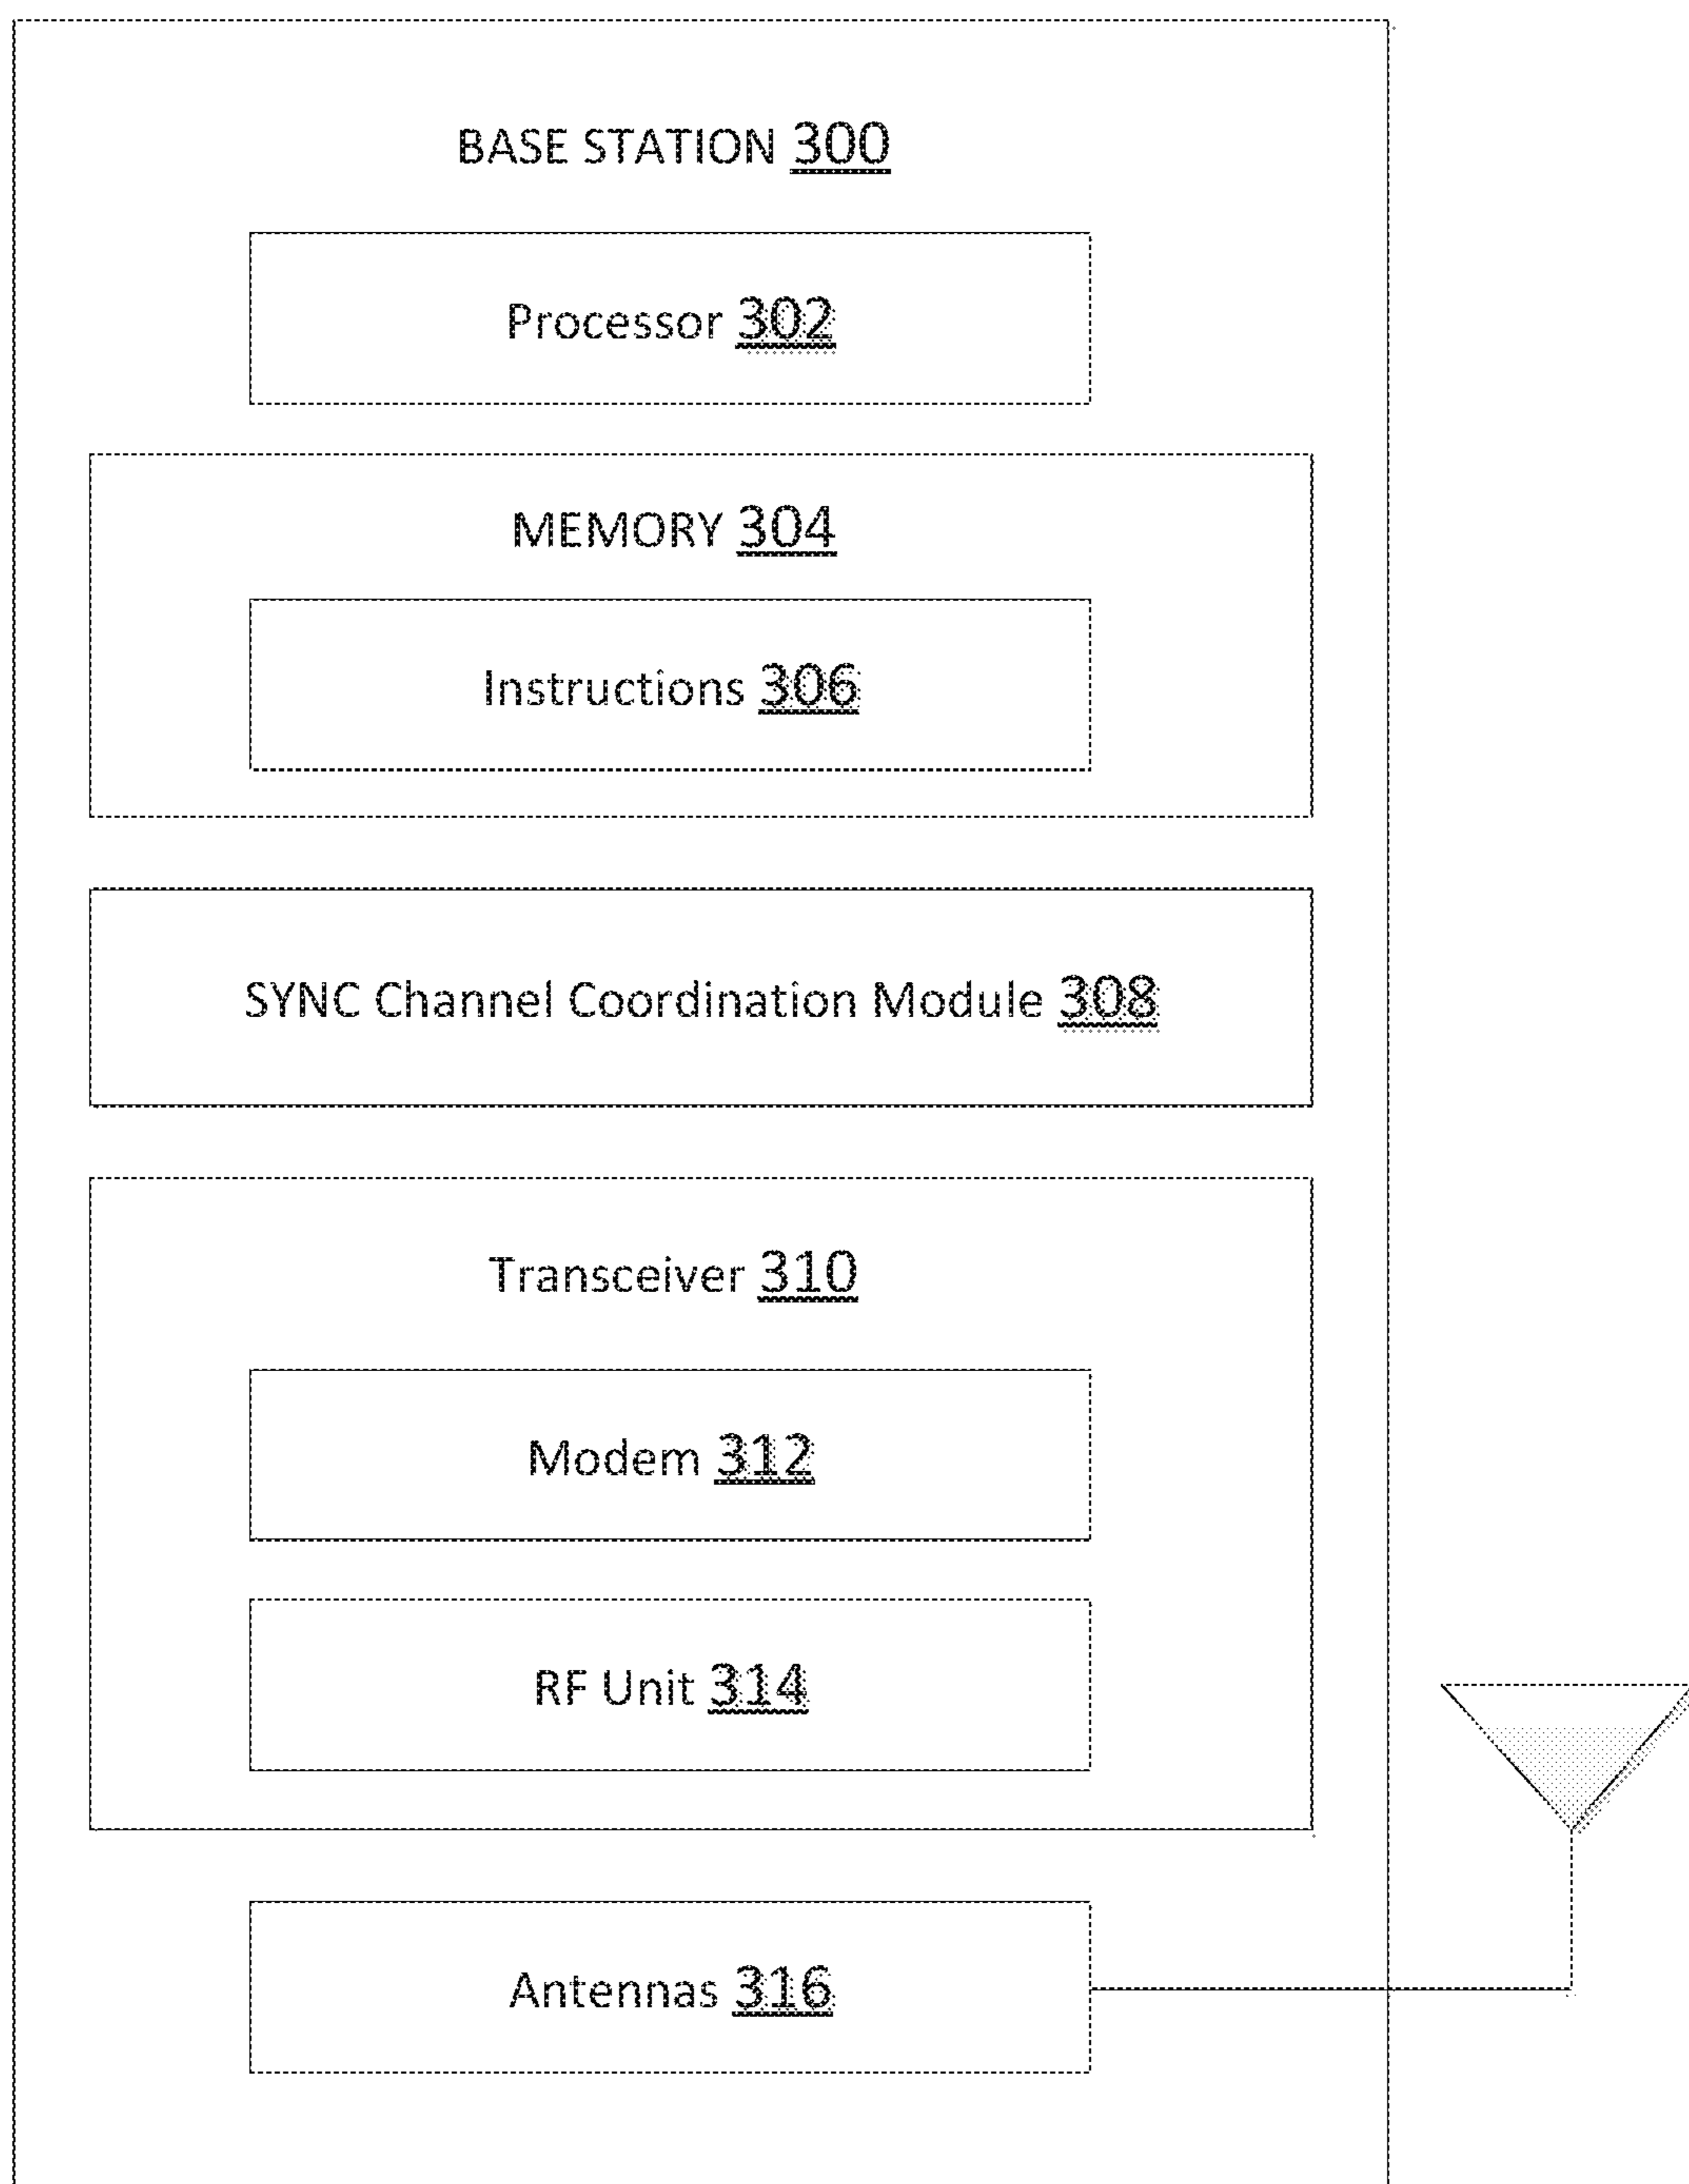 BASE STATION 300
Processor 302
MEMORY 304
Instructions 306
SYNC Channel Coordination Module 308
Transceiver 310
Modem 312
RF Unit 314
Antennas 316